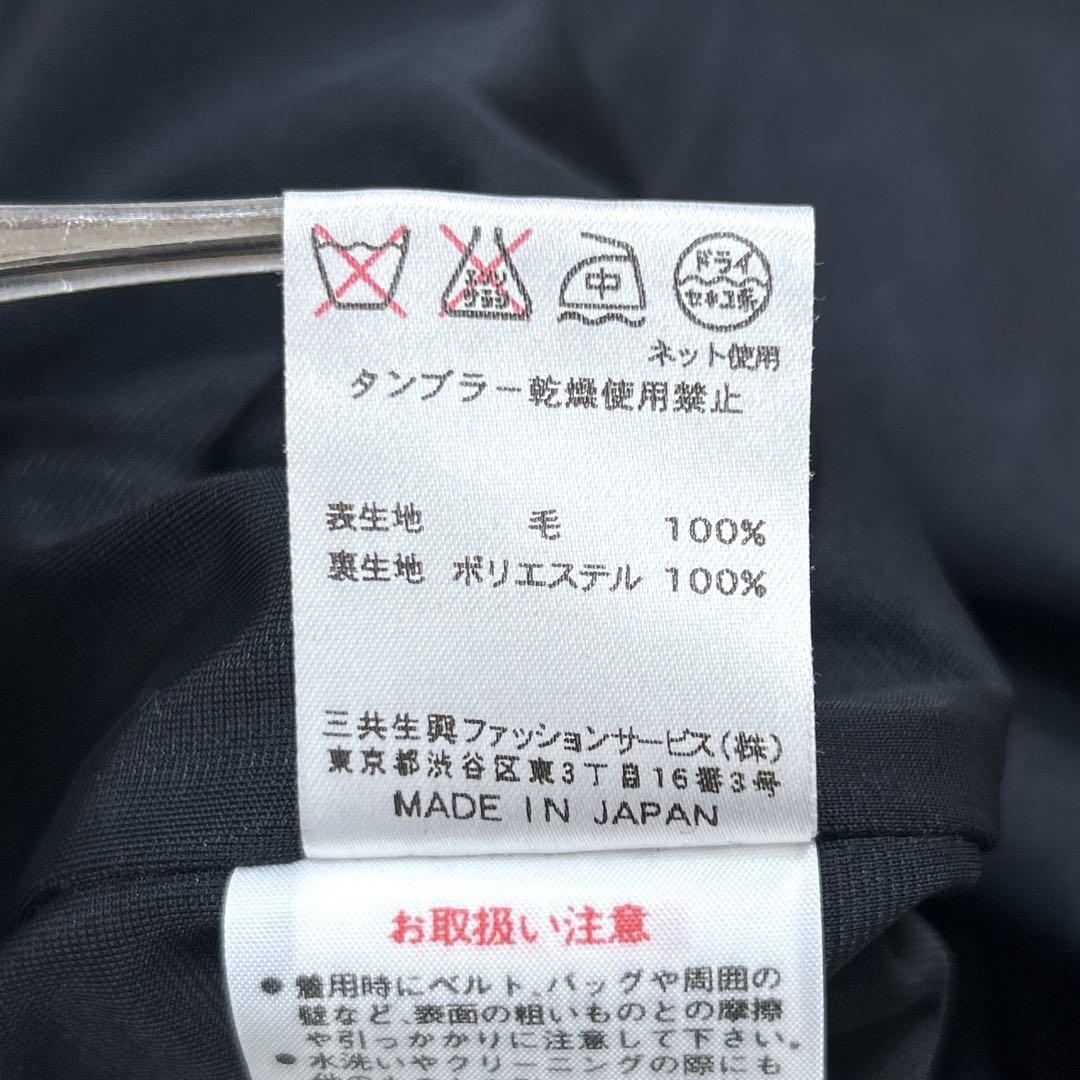 エンソ
サラシ
中
ドライ
セキユ系
ネット使用
タンブラー乾燥使用禁止
表生地 毛 100%
裏生地 ポリエステル 100%
三共生興ファッションサービス(株)
東京都渋谷区東3丁目16番3号
MADE IN JAPAN
お取扱い注意
● 着用時にベルト、バッグや周囲の
壁など、表面の粗いものとの摩擦
や引っかかりに注意して下さい。
● 水洗いやクリーニングの際にも